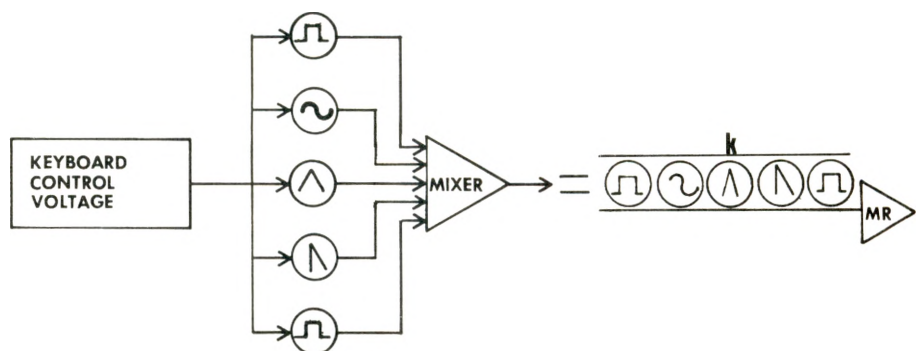 KEYBOARD
CONTROL
VOLTAGE
MIXER
k
MR